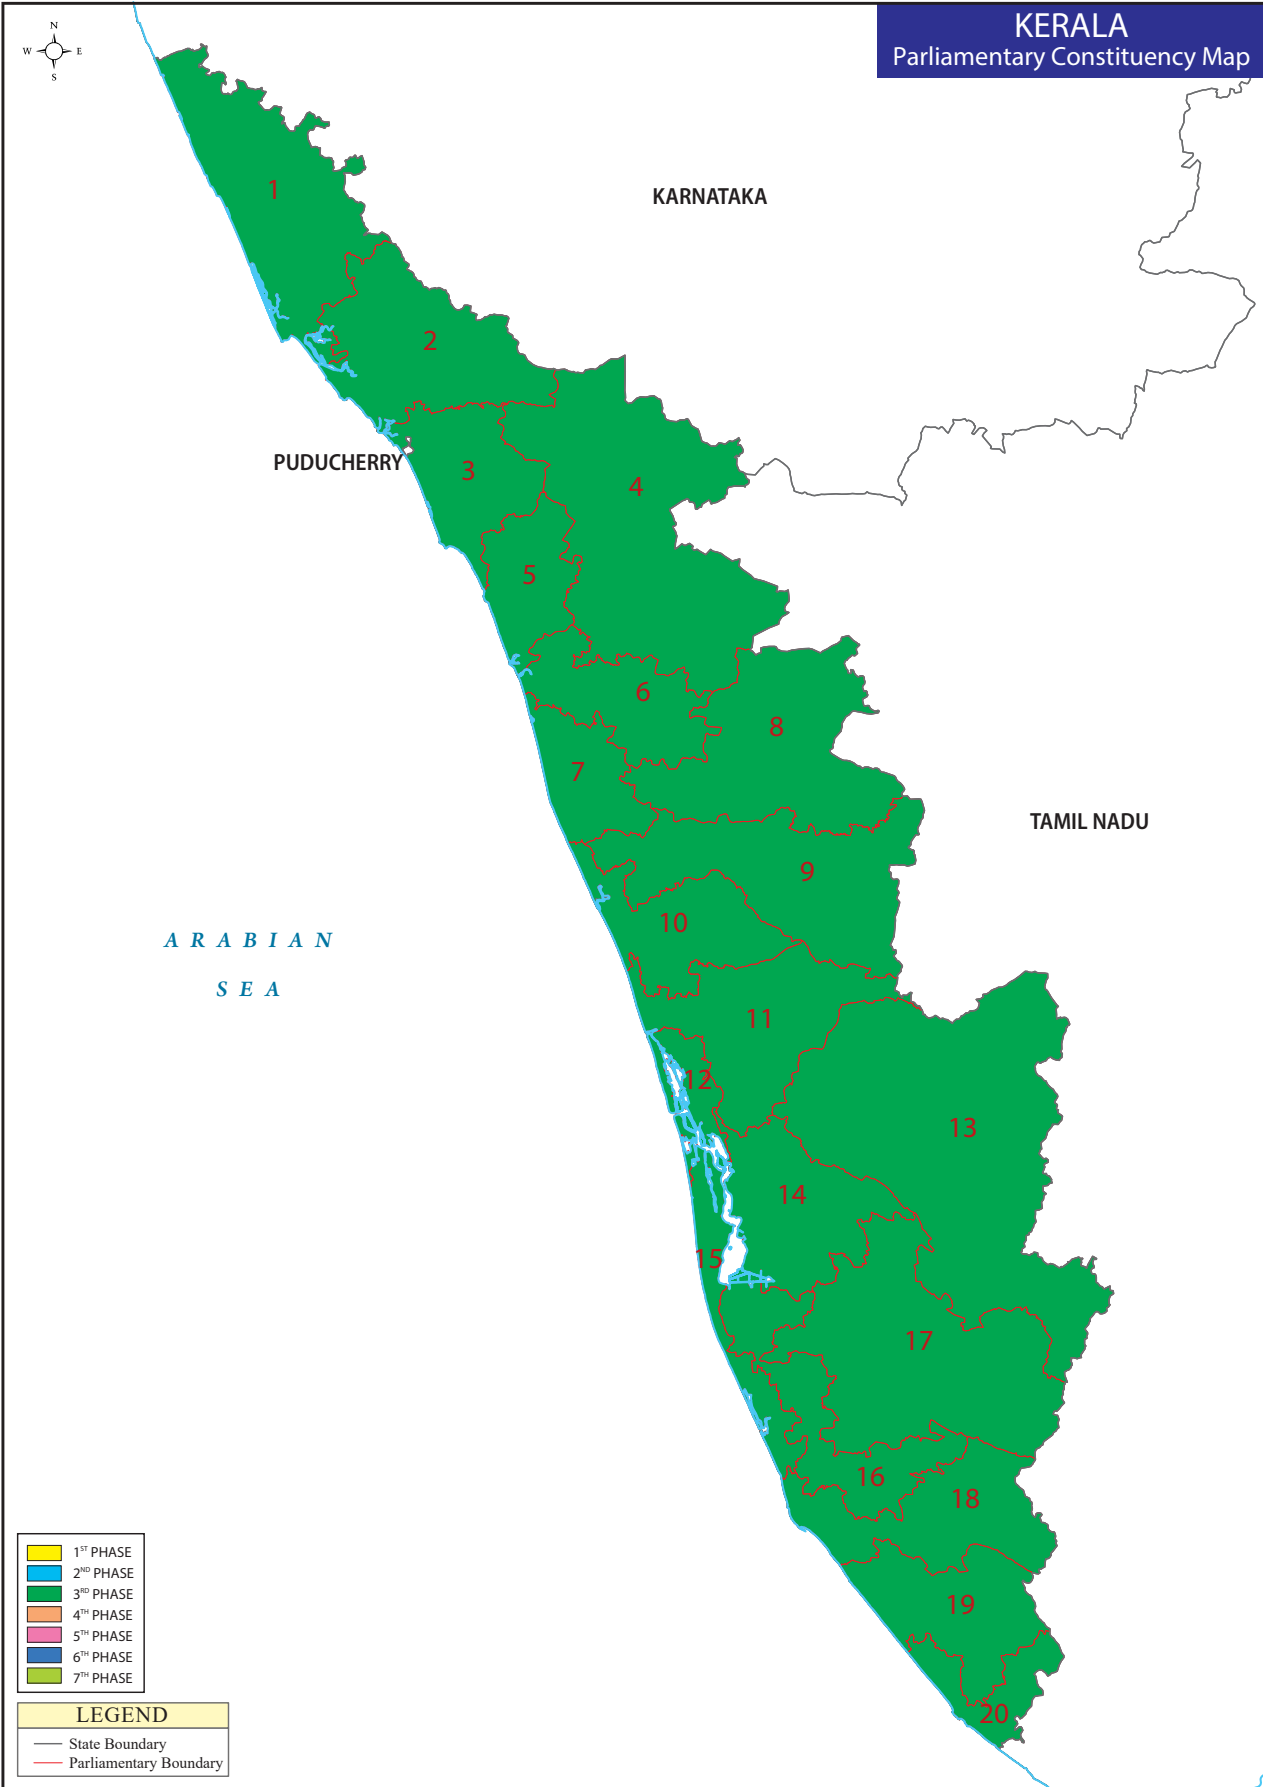 KERALA
Parliamentary Constituency Map
N
W E
S
1
KARNATAKA
2
PUDUCHERRY
3
4
5
6
8
7
TAMIL NADU
9
10
ARABIAN
SEA
11
12
13
14
15
17
16
18
19
20
1ST PHASE
2ND PHASE
3RD PHASE
4TH PHASE
5TH PHASE
6TH PHASE
7TH PHASE
LEGEND
State Boundary
Parliamentary Boundary